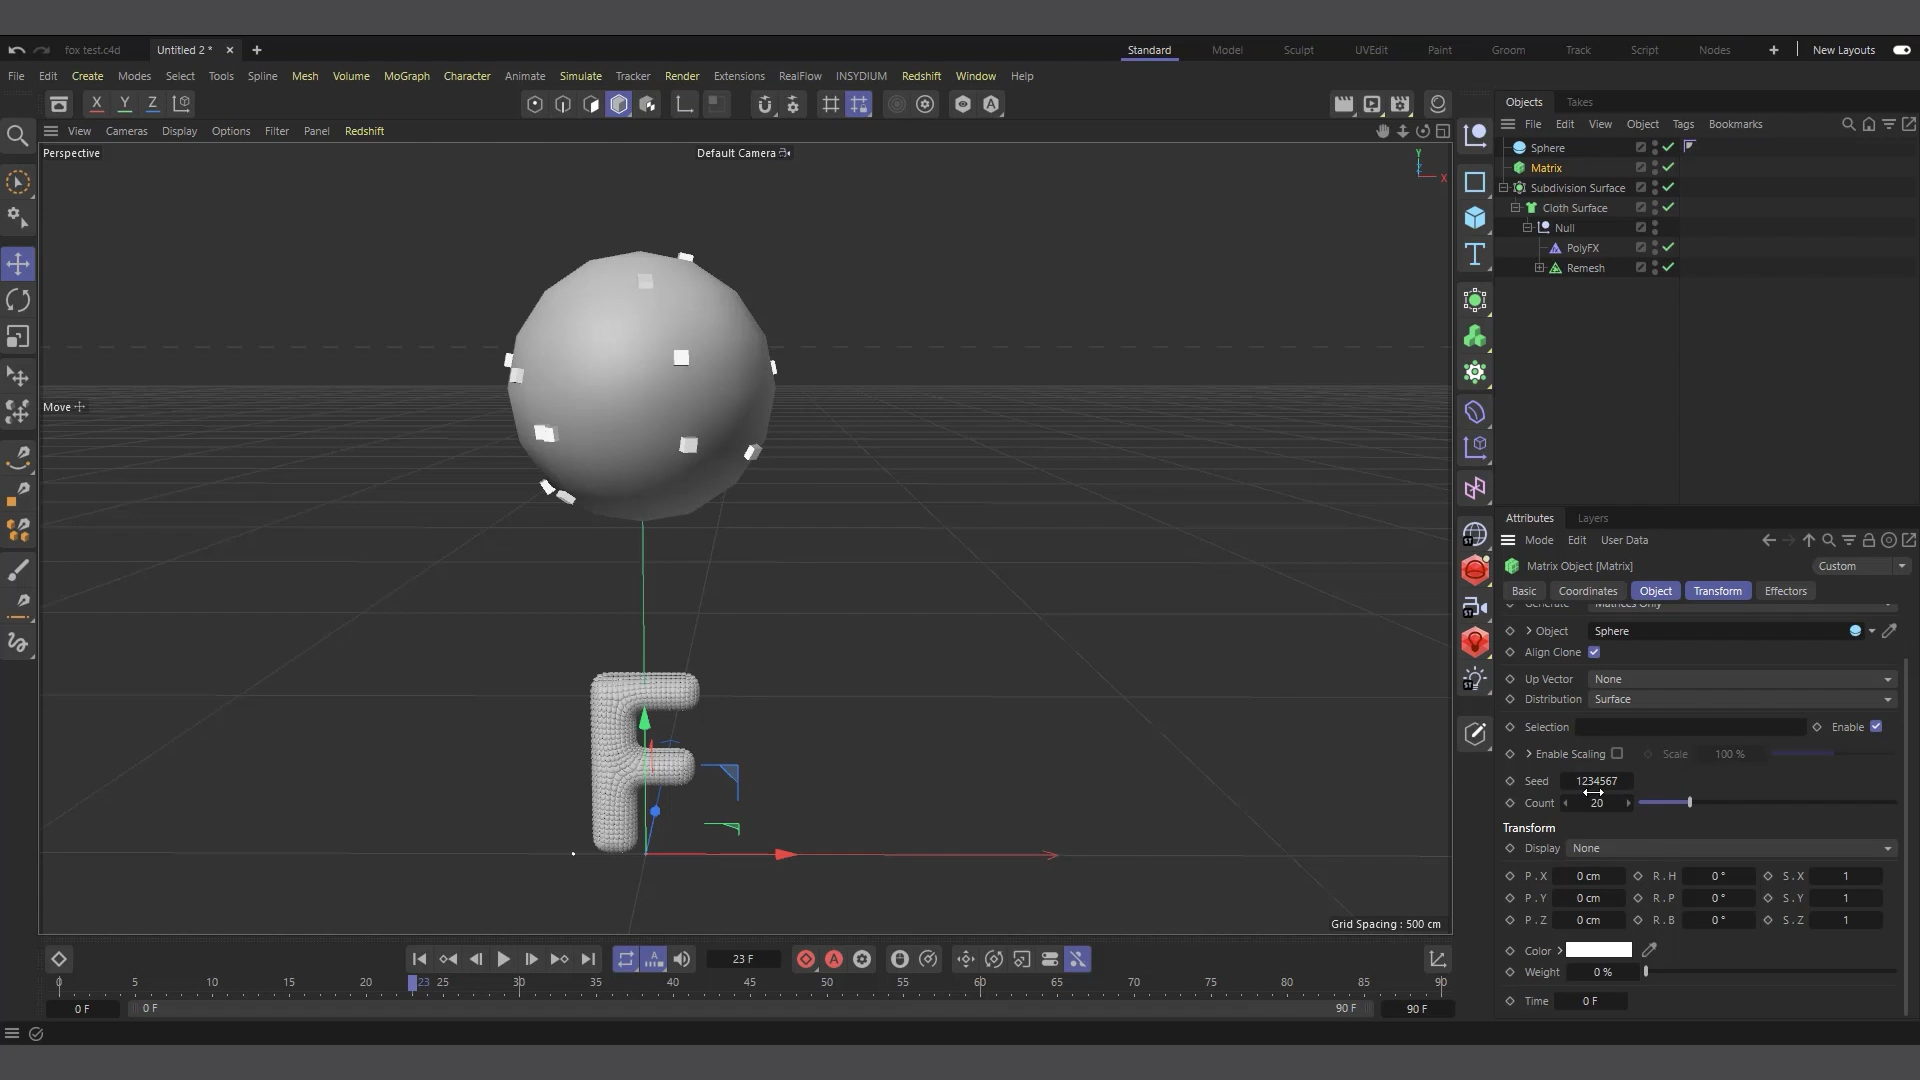 fox test.c4d
Untitled 2 *
Standard
Model
Sculpt
UVEdit
Paint
Groom
Track
Script
Nodes
New Layouts
File Edit Create Modes Select Tools Spline Mesh Volume MoGraph Character Animate Simulate Tracker Render Extensions RealFlow INSYDIUM Redshift Window Help
X Y Z
Objects Takes
View Cameras Display Options Filter Panel Redshift
File Edit View Object Tags Bookmarks
Perspective
Default Camera
Y
Z
X
Sphere
Matrix
Subdivision Surface
Cloth Surface
Null
PolyFX
Remesh
Move
Attributes Layers
Mode Edit User Data
Matrix Object [Matrix]
Custom
Basic Coordinates Object Transform Effectors
Generate Matrices Only
Object Sphere
Align Clone
Up Vector None
Distribution Surface
Selection Enable
Enable Scaling Scale 100 %
Seed 1234567
Count 20
Transform
Display None
P . X 0 cm R . H 0 ° S . X 1
P . Y 0 cm R . P 0 ° S . Y 1
P . Z 0 cm R . B 0 ° S . Z 1
Color
Weight 0 %
Time 0 F
Grid Spacing : 500 cm
23 F
0 5 10 15 20 23 25 30 35 40 45 50 55 60 65 70 75 80 85 90
0 F 0 F 90 F 90 F